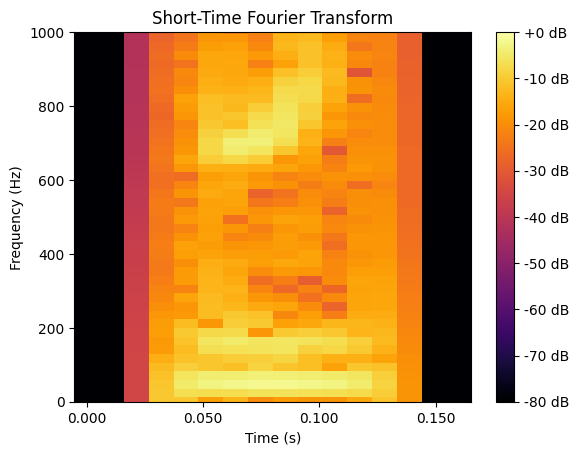 Short-Time Fourier Transform
1000
800
600
400
200
0
Frequency (Hz)
0.000
0.050
0.100
0.150
Time (s)
+0 dB
-10 dB
-20 dB
-30 dB
-40 dB
-50 dB
-60 dB
-70 dB
-80 dB